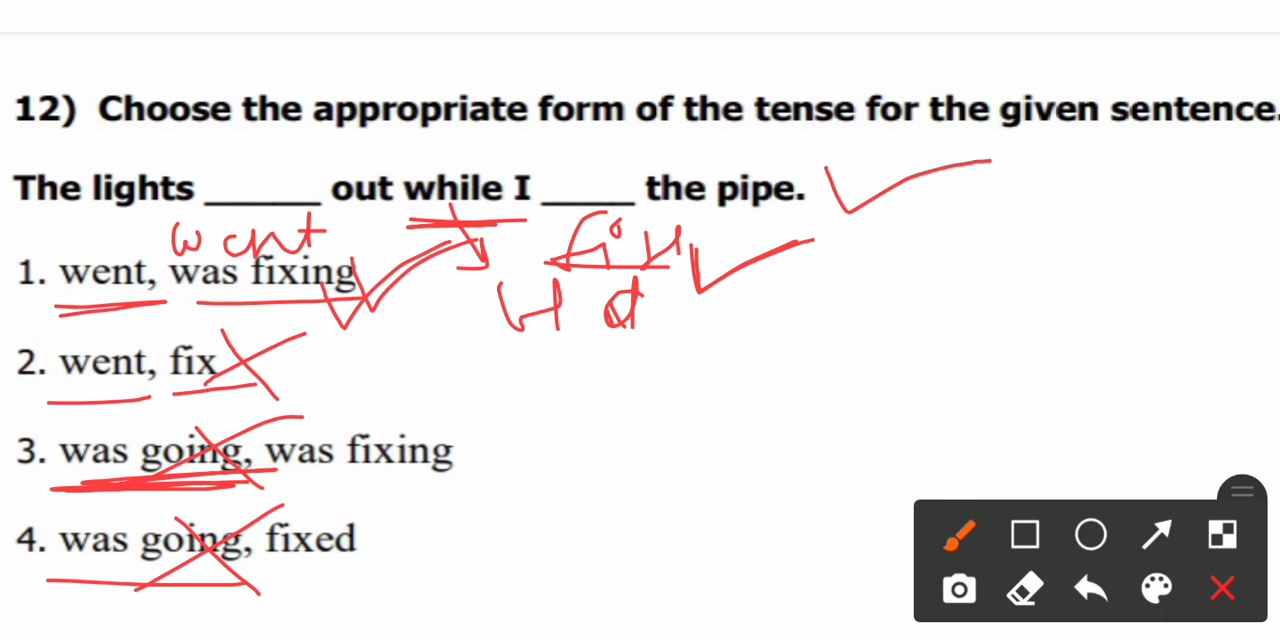 12) Choose the appropriate form of the tense for the given sentence.
The lights ______ out while I _____ the pipe.
went
1. went, was fixing
2. went, fix
3. was going, was fixing
4. was going, fixed